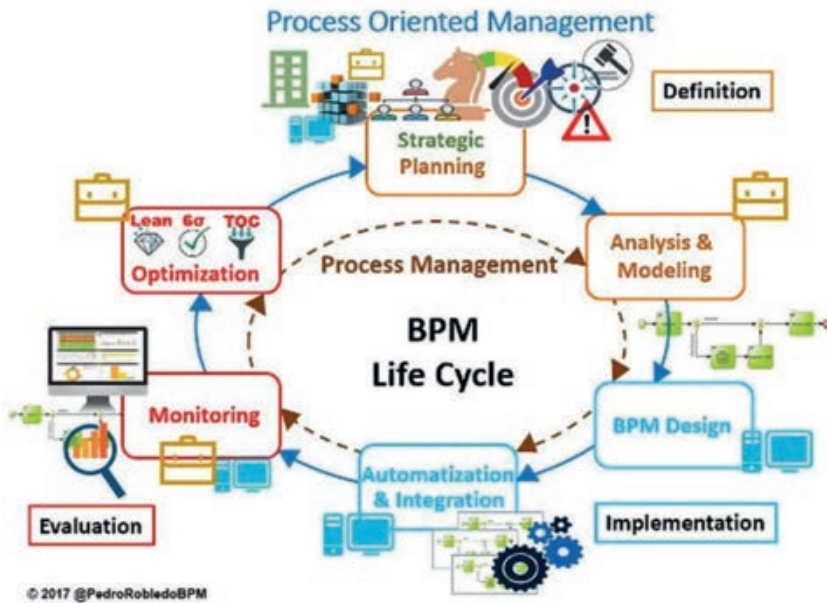 Process Oriented Management
Definition
Strategic
Planning
Lean 6σ TOC
Optimization
Analysis &
Modeling
Process Management
BPM
Life Cycle
Monitoring
BPM Design
Automatization
& Integration
Evaluation
Implementation
© 2017 @PedroRobledoBPM